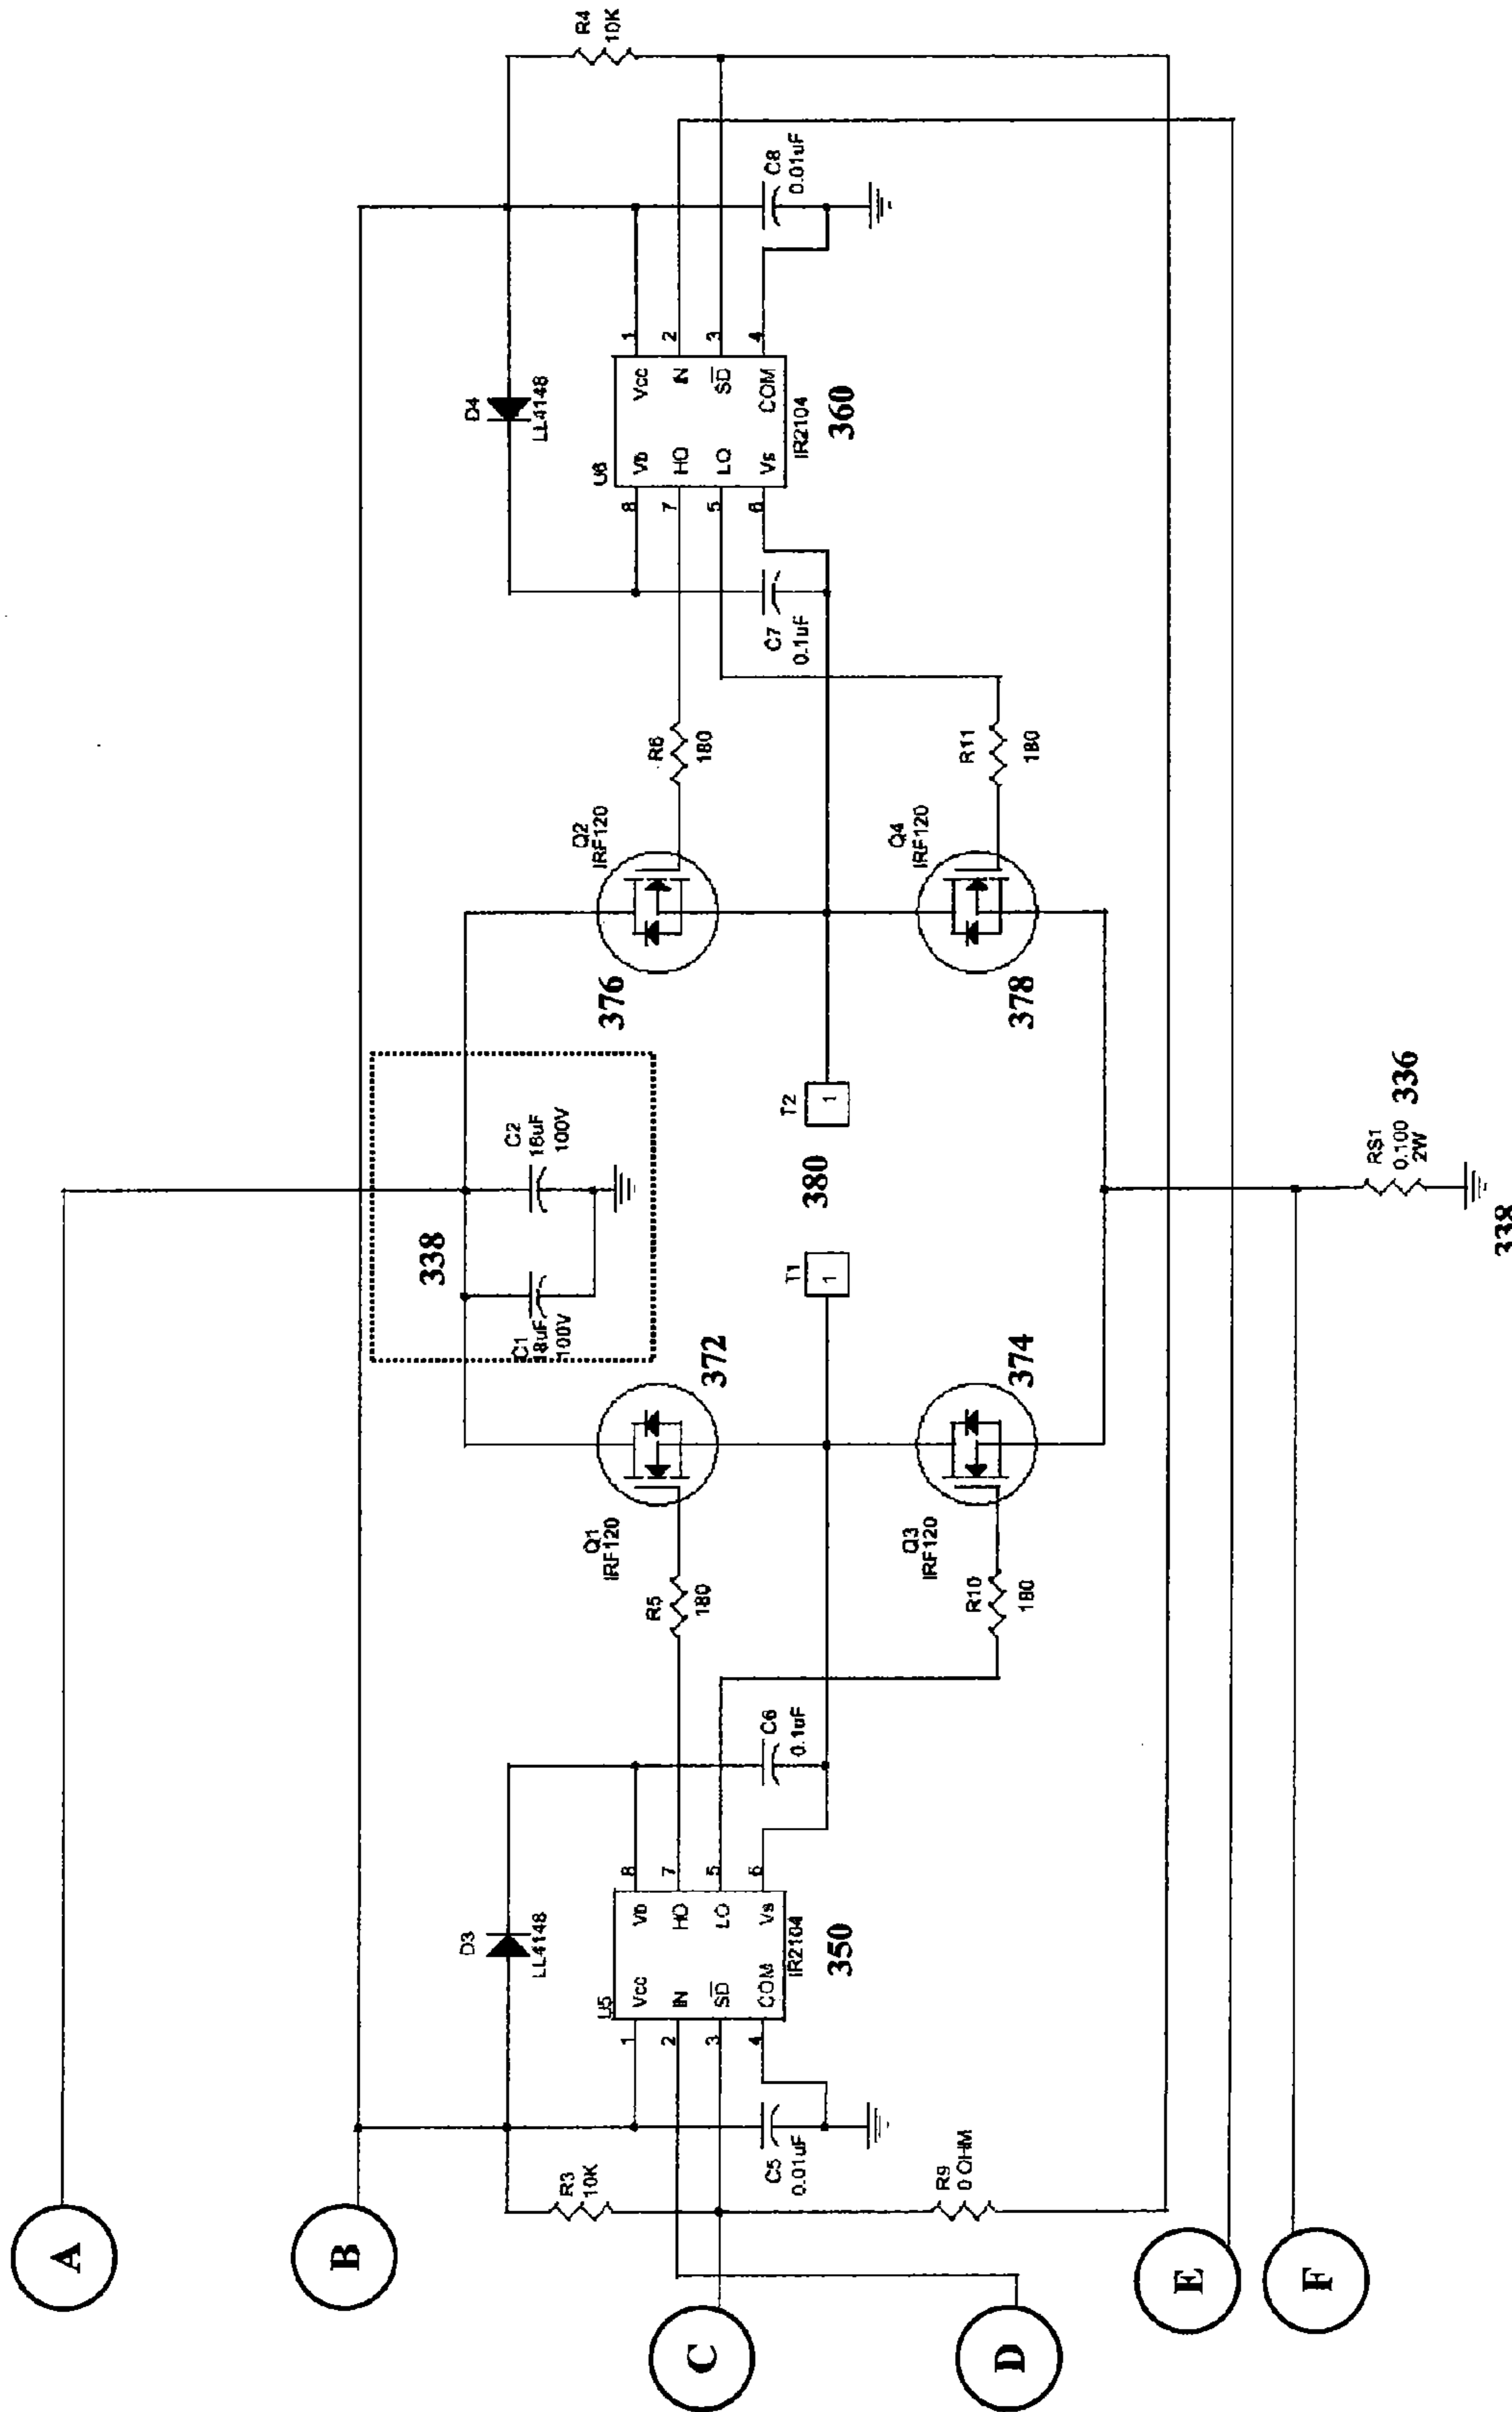 A
338
C1
18uF
100V
C2
16uF
100V
B
D3
LL4148
D4
LL4148
R3
10K
R4
10K
U5
350
IR2104
1 Vcc Vb 8
2 IN HO 7
3 SD LO 5
4 COM Vs 6
R5
180
Q1
IRF120
372
376
Q2
IRF120
R6
180
U6
360
IR2104
8 Vb Vcc 1
7 HO IN 2
5 LO SD 3
6 Vs COM 4
C
C5
0.01uF
C6
0.1uF
T1
1
380
T2
1
C7
0.1uF
C8
0.01uF
R9
0 OHM
R10
180
Q3
IRF120
374
378
Q4
IRF120
R11
180
D
E
F
RS1
0.100
2W
336
338